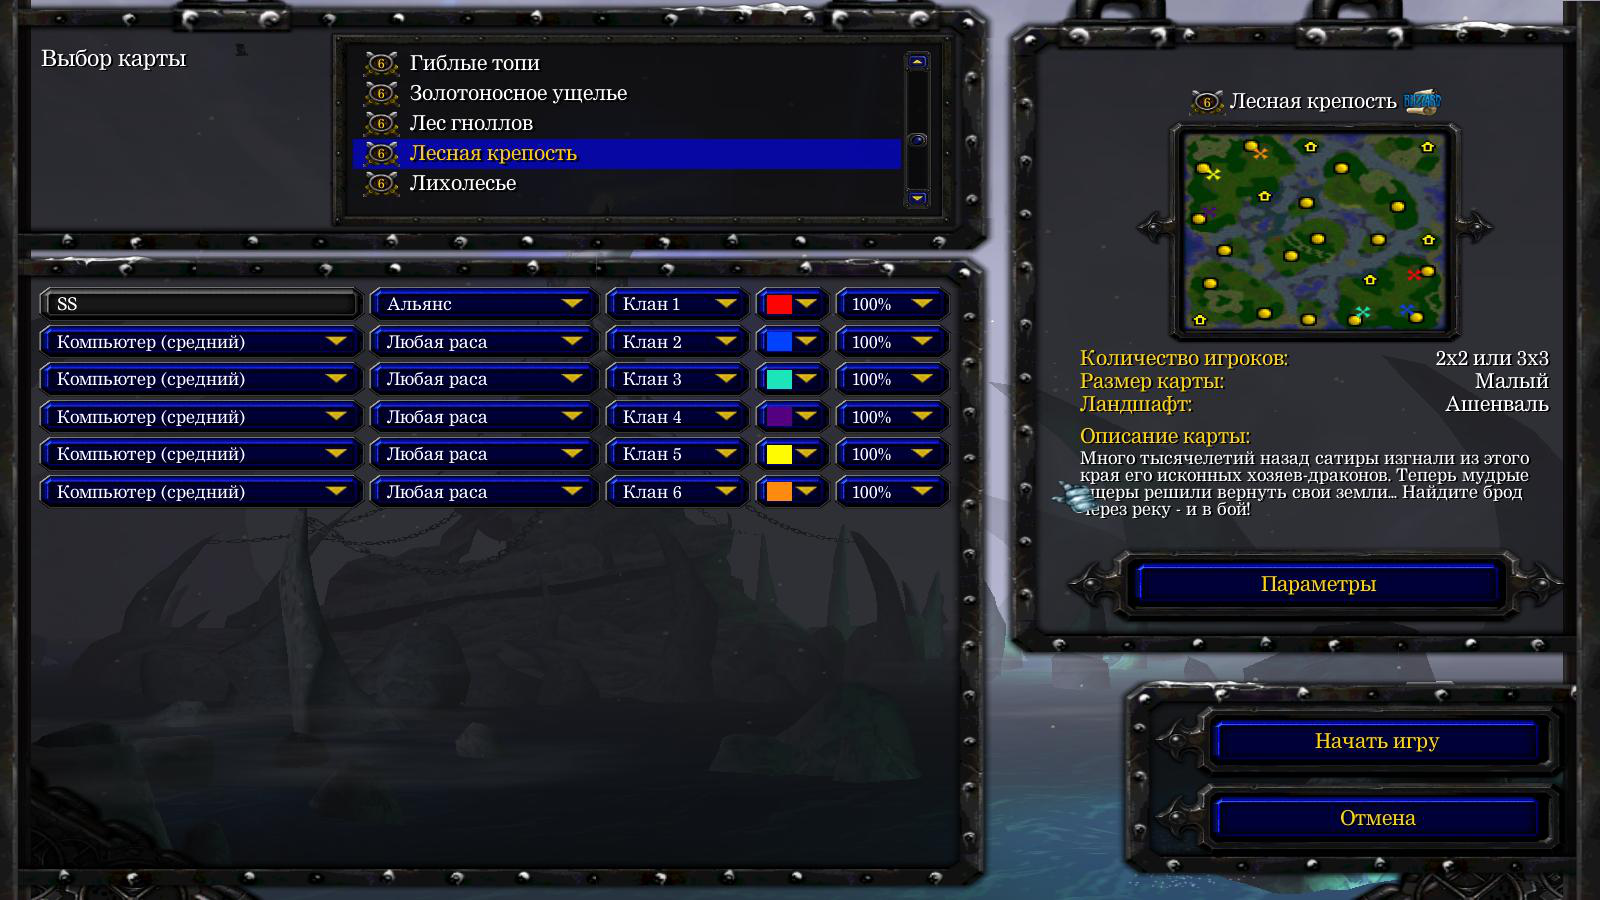 Выбор карты
6 Гиблые топи
6 Золотоносное ущелье
6 Лес гноллов
6 Лесная крепость
6 Лихолесье
SS Альянс Клан 1 100%
Компьютер (средний) Любая раса Клан 2 100%
Компьютер (средний) Любая раса Клан 3 100%
Компьютер (средний) Любая раса Клан 4 100%
Компьютер (средний) Любая раса Клан 5 100%
Компьютер (средний) Любая раса Клан 6 100%
6 Лесная крепость BLIZZARD
Количество игроков: 2x2 или 3x3
Размер карты: Малый
Ландшафт: Ашенваль
Описание карты:
Много тысячелетий назад сатиры изгнали из этого
края его исконных хозяев-драконов. Теперь мудрые
ящеры решили вернуть свои земли... Найдите брод
через реку - и в бой!
Параметры
Начать игру
Отмена